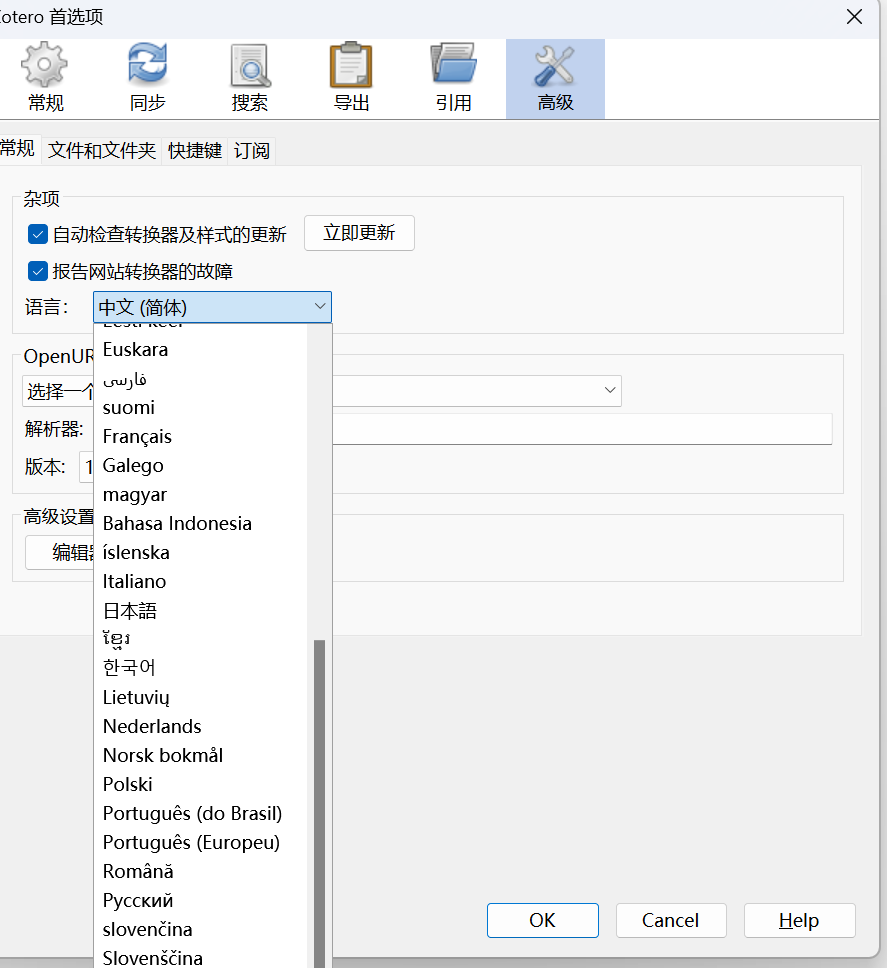 otero 首选项
常规
同步
搜索
导出
引用
高级
常规
文件和文件夹
快捷键
订阅
杂项
自动检查转换器及样式的更新
立即更新
报告网站转换器的故障
语言：
中文 (简体)
OpenUR
选择一个
解析器:
版本:
1
高级设置
编辑器
Eesti keel
Euskara
فارسی
suomi
Français
Galego
magyar
Bahasa Indonesia
íslenska
Italiano
日本語
ខ្មែរ
한국어
Lietuvių
Nederlands
Norsk bokmål
Polski
Português (do Brasil)
Português (Europeu)
Română
Русский
slovenčina
Slovenščina
OK
Cancel
Help